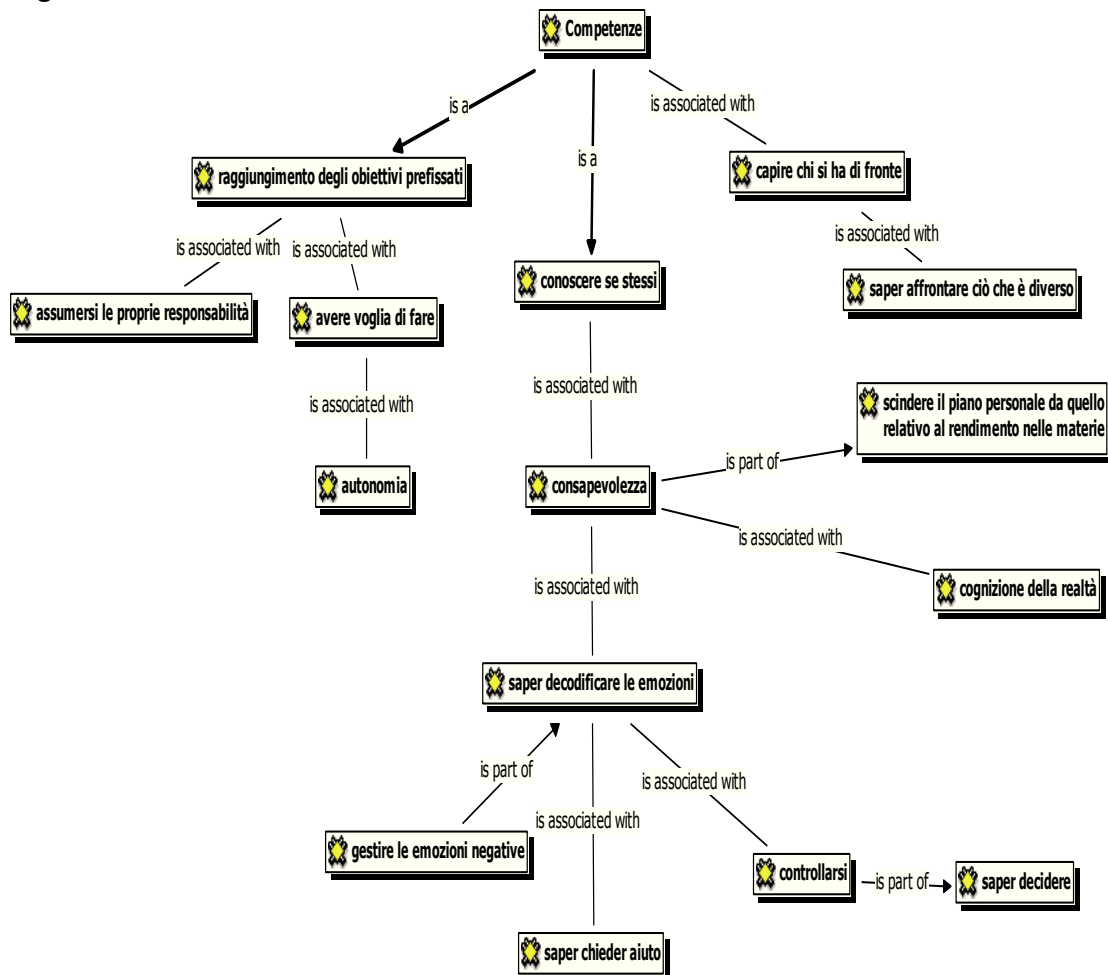 Competenze
is a
is associated with
is a
raggiungimento degli obiettivi prefissati
capire chi si ha di fronte
is associated with
is associated with
is associated with
conoscere se stessi
saper affrontare ciò che è diverso
assumersi le proprie responsabilità
avere voglia di fare
is associated with
is associated with
scindere il piano personale da quello
relativo al rendimento nelle materie
is part of
autonomia
consapevolezza
is associated with
is associated with
cognizione della realtà
saper decodificare le emozioni
is part of
is associated with
is associated with
gestire le emozioni negative
controllarsi
is part of
saper decidere
saper chieder aiuto